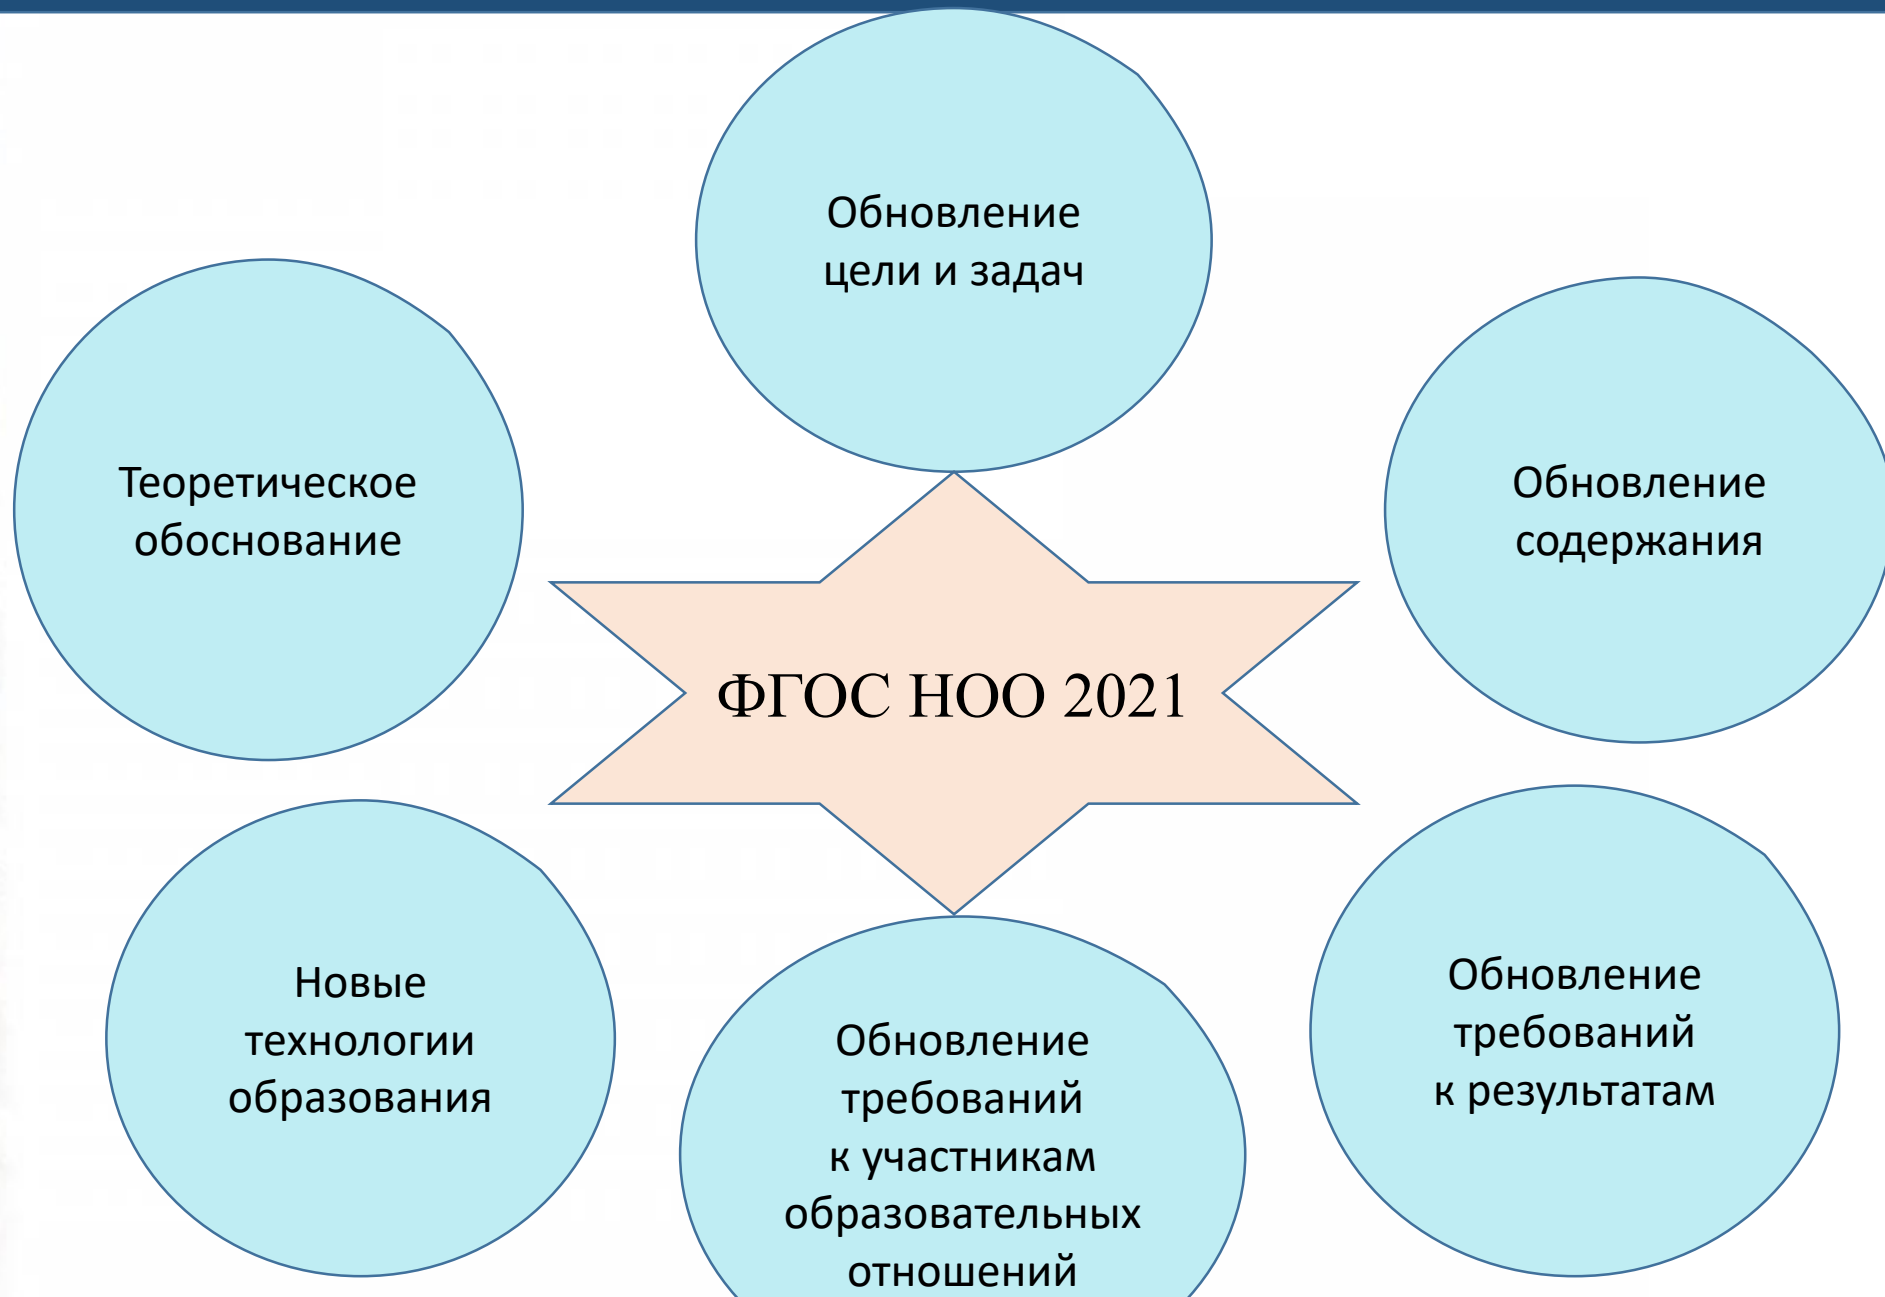 Обновление
цели и задач
Теоретическое
обоснование
Обновление
содержания
ФГОС НОО 2021
Новые
технологии
образования
Обновление
требований
к участникам
образовательных
отношений
Обновление
требований
к результатам